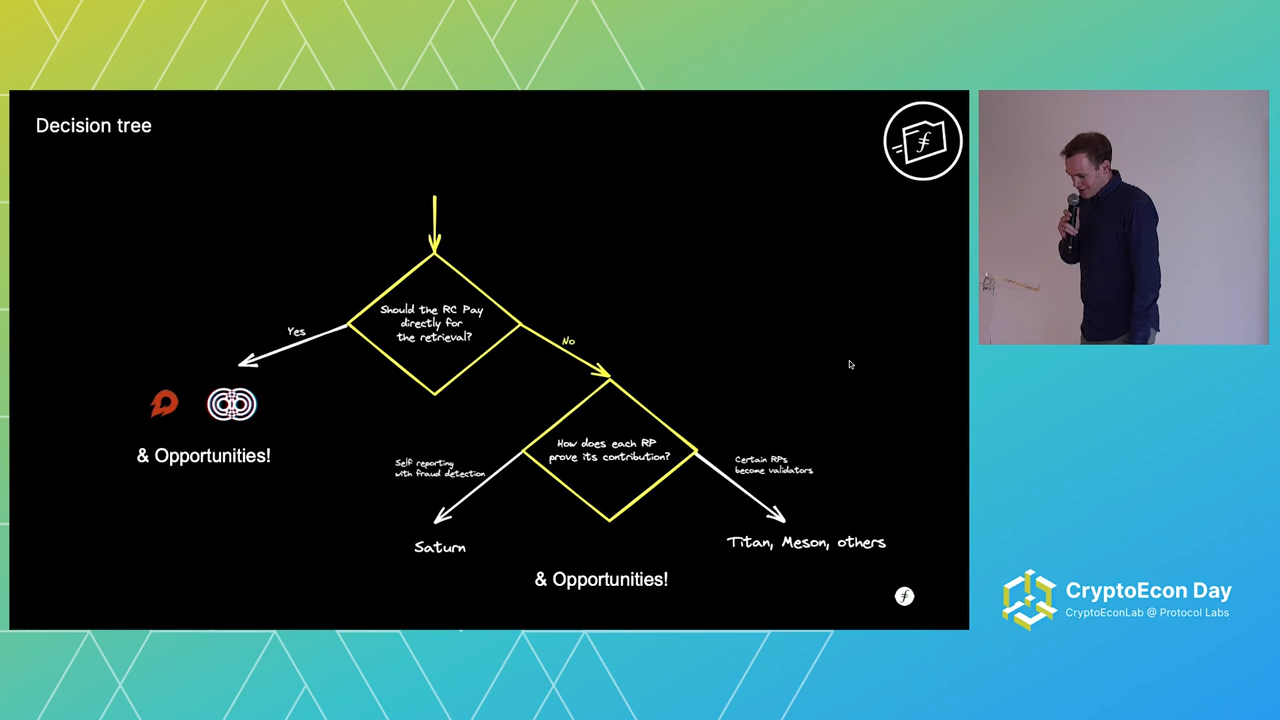 Decision tree
Should the RC Pay
directly for
the retrieval?
Yes
No
& Opportunities!
How does each RP
prove its contribution?
Self reporting
with fraud detection
Certain RPs
become validators
Saturn
Titan, Meson, others
& Opportunities!
CryptoEcon Day
CryptoEconLab @ Protocol Labs